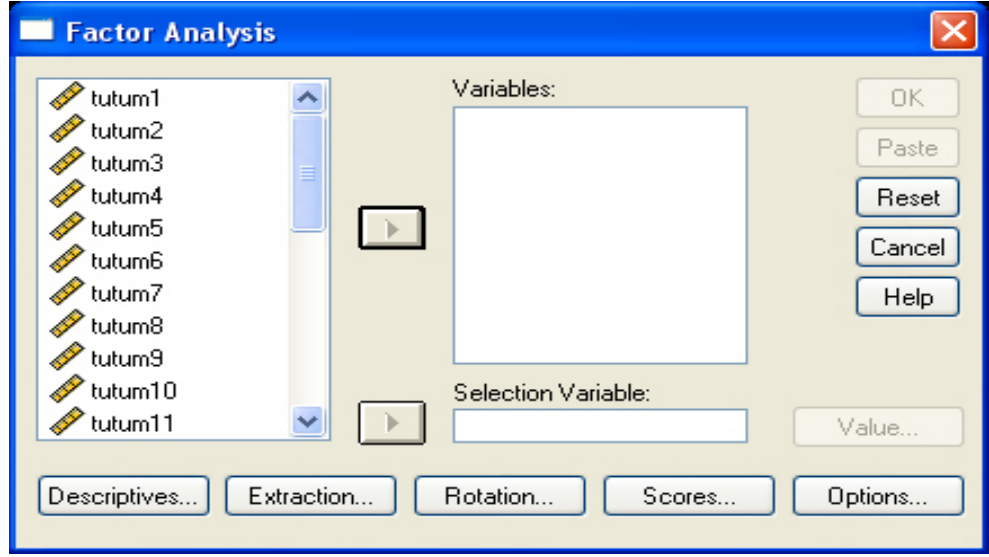 Factor Analysis
tutum1
tutum2
tutum3
tutum4
tutum5
tutum6
tutum7
tutum8
tutum9
tutum10
tutum11
Variables:
Selection Variable:
OK
Paste
Reset
Cancel
Help
Value...
Descriptives...
Extraction...
Rotation...
Scores...
Options...